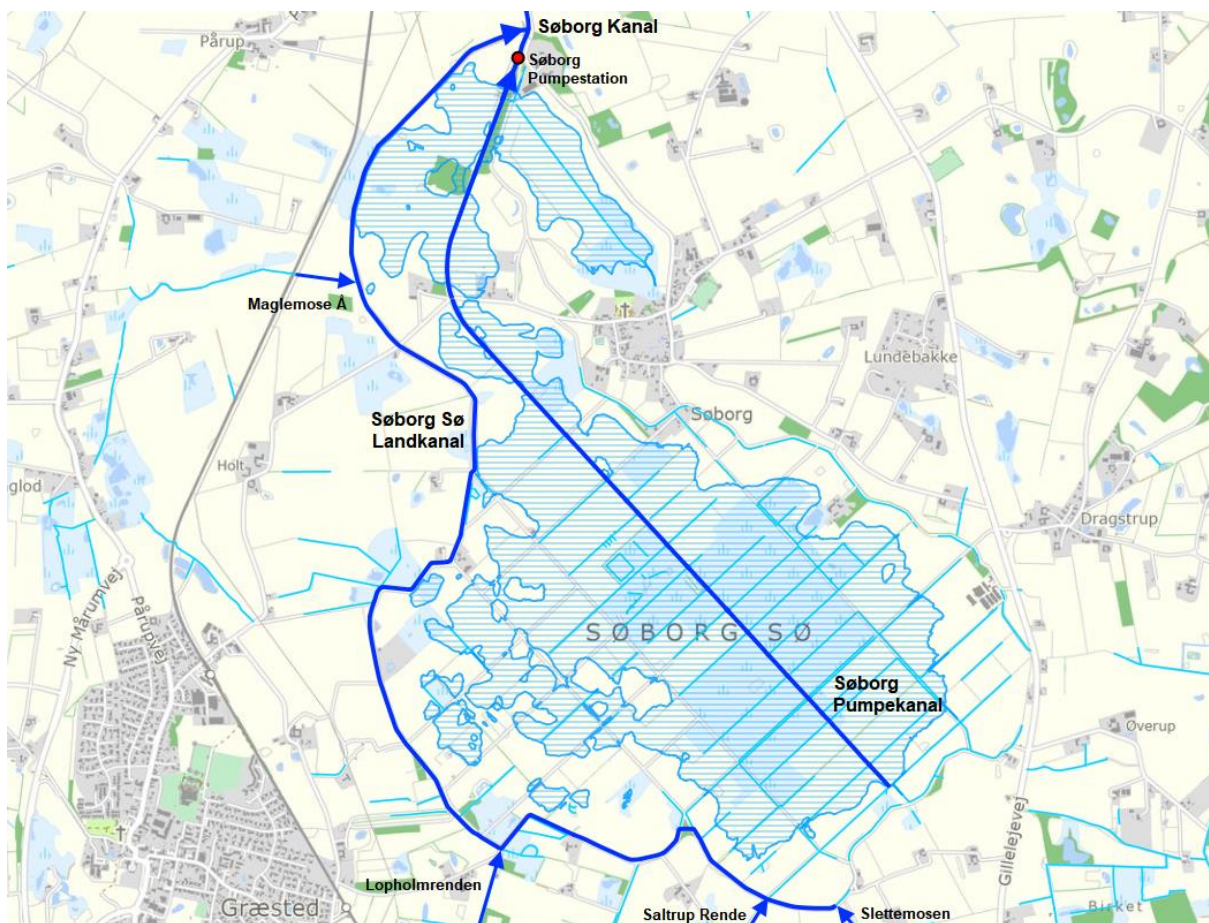 Pårup
Søborg Kanal
Søborg
Pumpestation
Maglemose Å
Lundebakke
Søborg Sø
Landkanal
Søborg
Holt
glod
Dragstrup
Ny Mårumvej
Pårupvej
SØBORG SØ
Søborg
Pumpekanal
Øverup
Gillelejevej
Lopholmrenden
Græsted
Saltrup Rende
Slettemosen
Birket